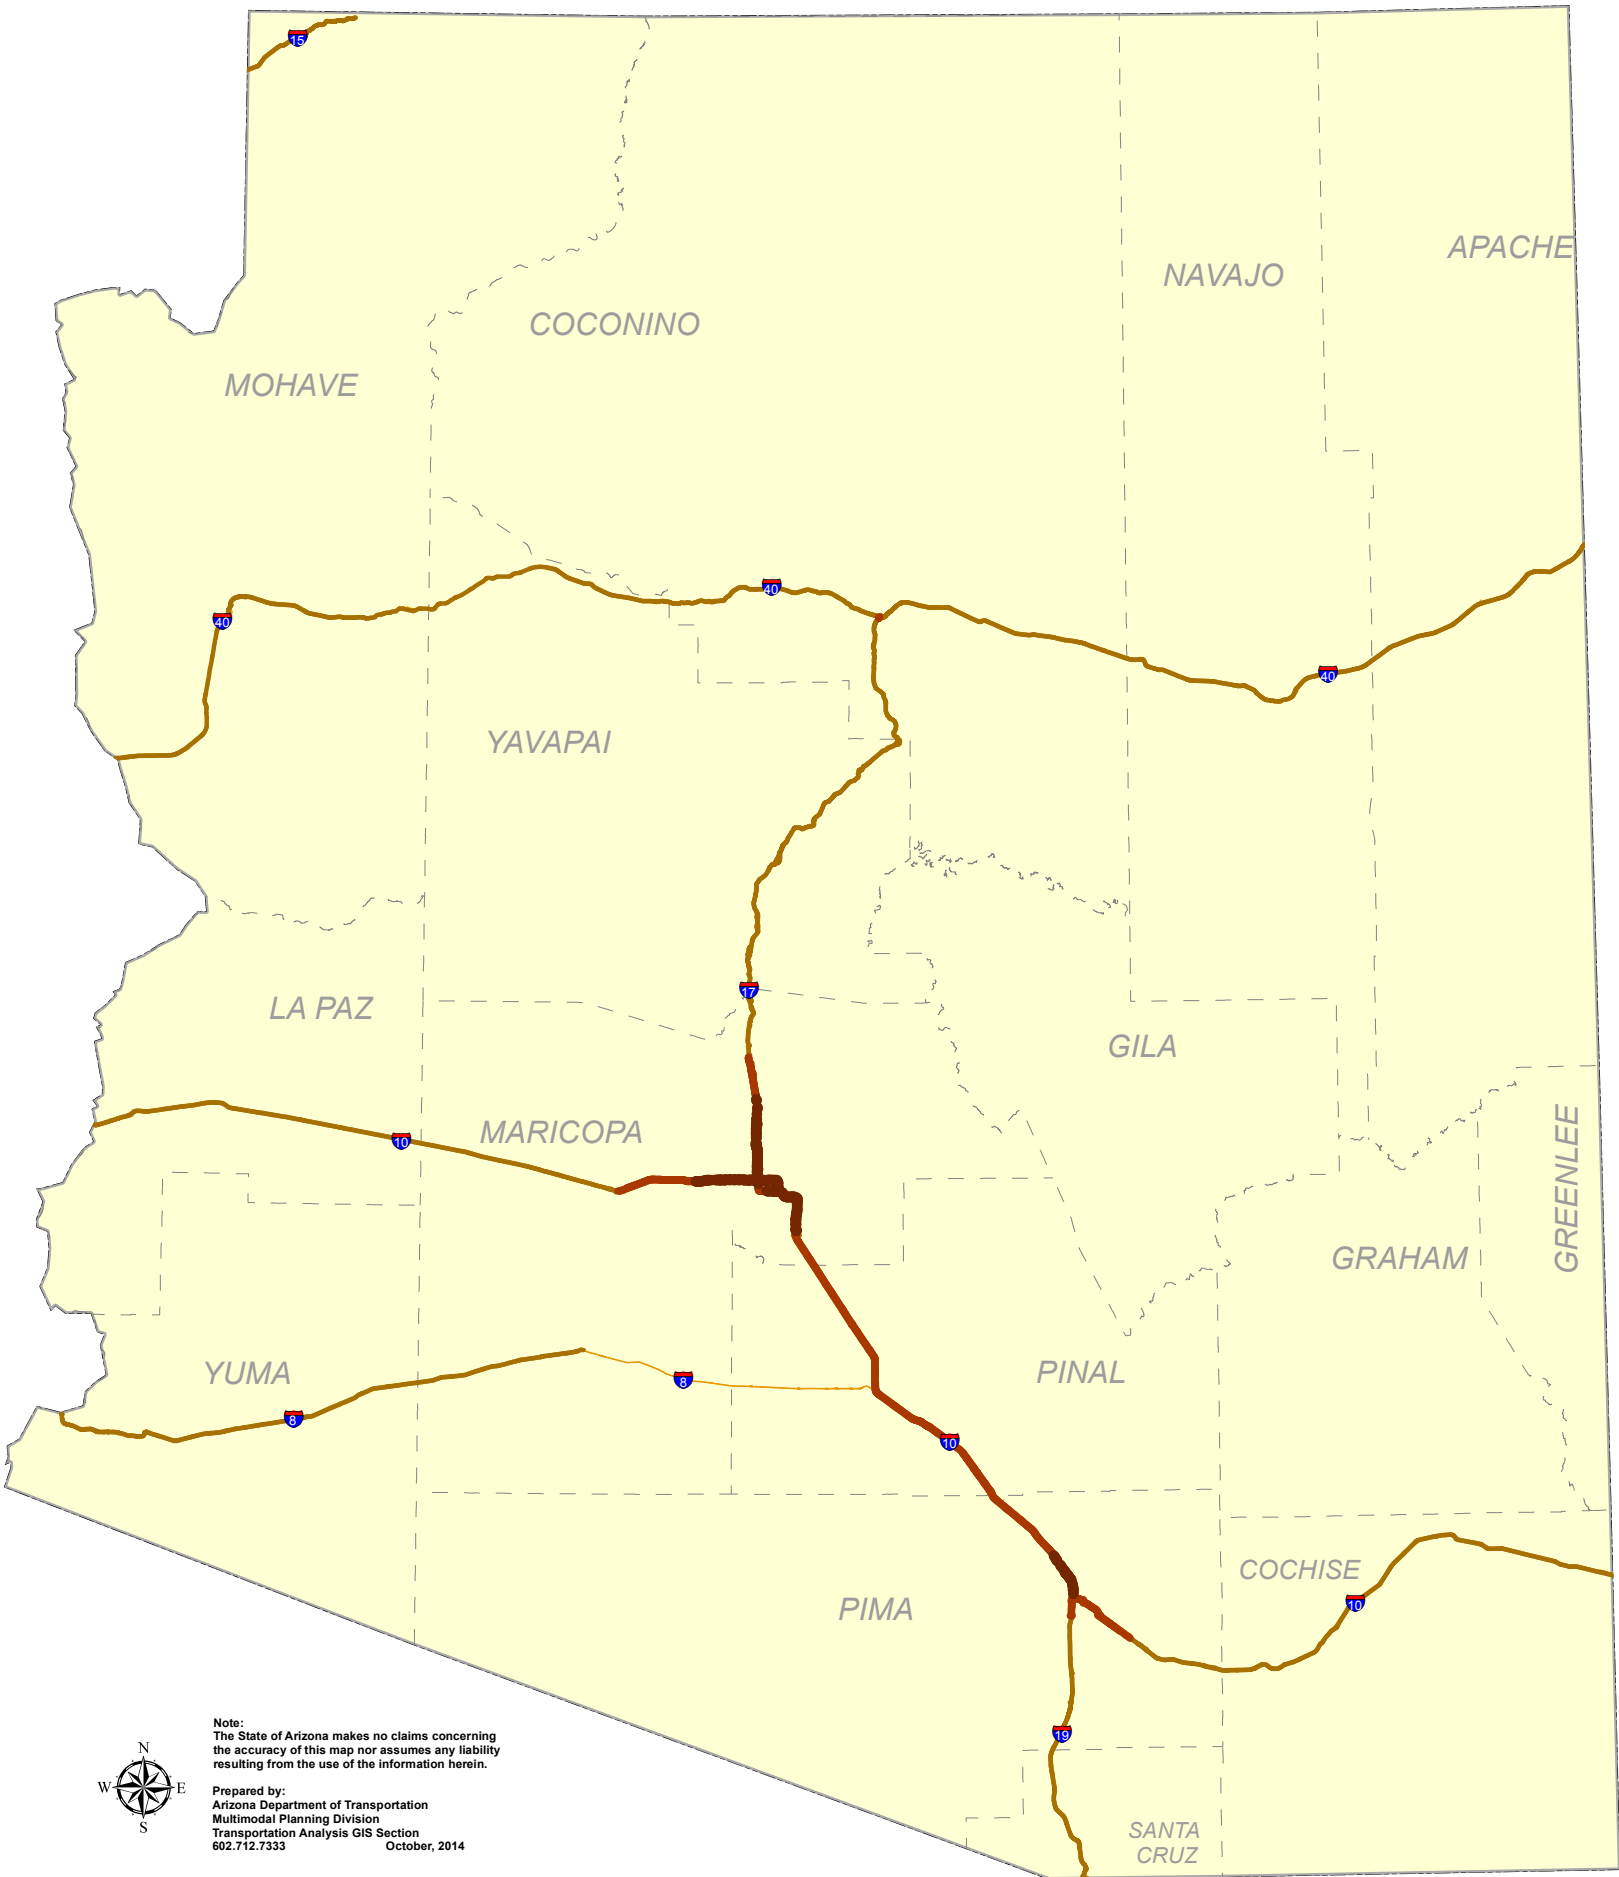 15
APACHE
NAVAJO
COCONINO
MOHAVE
40
40
40
YAVAPAI
17
LA PAZ
GILA
MARICOPA
10
GREENLEE
GRAHAM
YUMA
8
PINAL
8
10
COCHISE
10
PIMA
19
SANTA
CRUZ
N
W E
S
Note:
The State of Arizona makes no claims concerning
the accuracy of this map nor assumes any liability
resulting from the use of the information herein.
Prepared by:
Arizona Department of Transportation
Multimodal Planning Division
Transportation Analysis GIS Section
602.712.7333 October, 2014